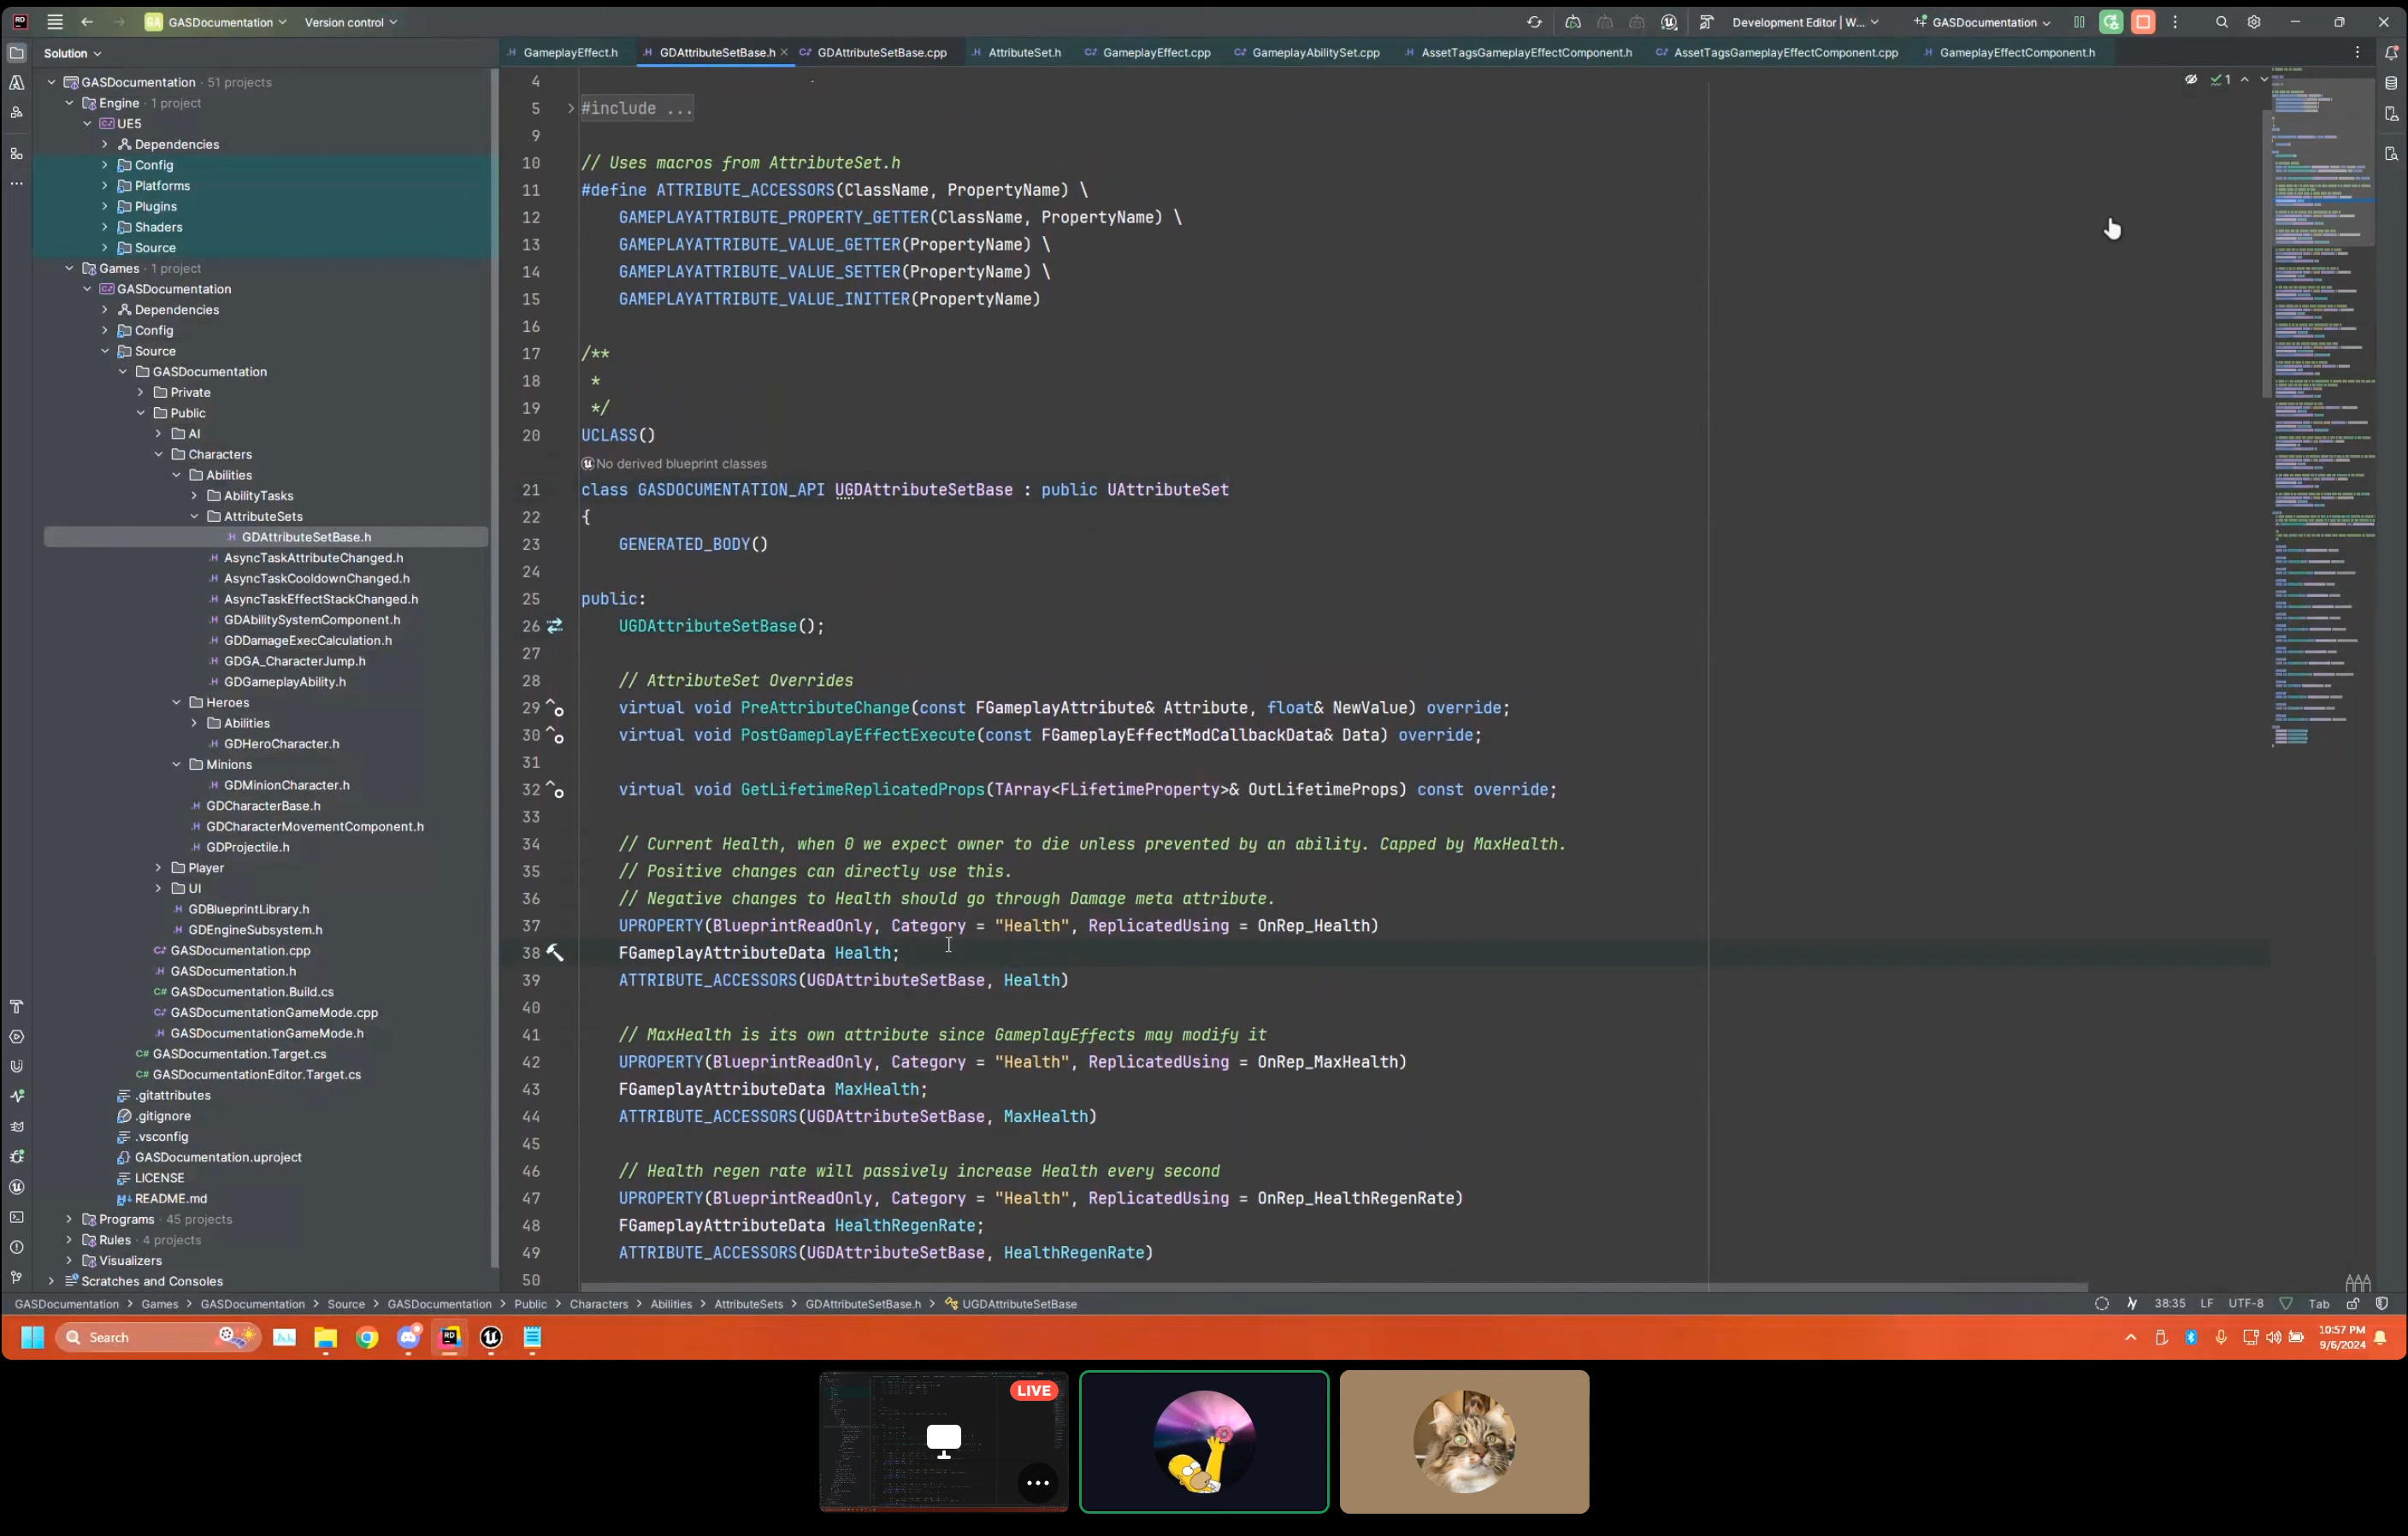 RD
GA GASDocumentation
Version control
Development Editor | W...
GASDocumentation
Solution
GameplayEffect.h
GDAttributeSetBase.h
GDAttributeSetBase.cpp
AttributeSet.h
GameplayEffect.cpp
GameplayAbilitySet.cpp
AssetTagsGameplayEffectComponent.h
AssetTagsGameplayEffectComponent.cpp
GameplayEffectComponent.h
GASDocumentation · 51 projects
Engine · 1 project
UE5
Dependencies
Config
Platforms
Plugins
Shaders
Source
Games · 1 project
GASDocumentation
Dependencies
Config
Source
GASDocumentation
Private
Public
AI
Characters
Abilities
AbilityTasks
AttributeSets
GDAttributeSetBase.h
AsyncTaskAttributeChanged.h
AsyncTaskCooldownChanged.h
AsyncTaskEffectStackChanged.h
GDAbilitySystemComponent.h
GDDamageExecCalculation.h
GDGA_CharacterJump.h
GDGameplayAbility.h
Heroes
Abilities
GDHeroCharacter.h
Minions
GDMinionCharacter.h
GDCharacterBase.h
GDCharacterMovementComponent.h
GDProjectile.h
Player
UI
GDBlueprintLibrary.h
GDEngineSubsystem.h
GASDocumentation.cpp
GASDocumentation.h
GASDocumentation.Build.cs
GASDocumentationGameMode.cpp
GASDocumentationGameMode.h
GASDocumentation.Target.cs
GASDocumentationEditor.Target.cs
.gitattributes
.gitignore
.vsconfig
GASDocumentation.uproject
LICENSE
README.md
Programs · 45 projects
Rules · 4 projects
Visualizers
Scratches and Consoles
4
5 #include ...
9
10 // Uses macros from AttributeSet.h
11 #define ATTRIBUTE_ACCESSORS(ClassName, PropertyName) \
12 GAMEPLAYATTRIBUTE_PROPERTY_GETTER(ClassName, PropertyName) \
13 GAMEPLAYATTRIBUTE_VALUE_GETTER(PropertyName) \
14 GAMEPLAYATTRIBUTE_VALUE_SETTER(PropertyName) \
15 GAMEPLAYATTRIBUTE_VALUE_INITTER(PropertyName)
16
17 /**
18 *
19 */
20 UCLASS()
No derived blueprint classes
21 class GASDOCUMENTATION_API UGDAttributeSetBase : public UAttributeSet
22 {
23 GENERATED_BODY()
24
25 public:
26 UGDAttributeSetBase();
27
28 // AttributeSet Overrides
29 virtual void PreAttributeChange(const FGameplayAttribute& Attribute, float& NewValue) override;
30 virtual void PostGameplayEffectExecute(const FGameplayEffectModCallbackData& Data) override;
31
32 virtual void GetLifetimeReplicatedProps(TArray<FLifetimeProperty>& OutLifetimeProps) const override;
33
34 // Current Health, when 0 we expect owner to die unless prevented by an ability. Capped by MaxHealth.
35 // Positive changes can directly use this.
36 // Negative changes to Health should go through Damage meta attribute.
37 UPROPERTY(BlueprintReadOnly, Category = "Health", ReplicatedUsing = OnRep_Health)
38 FGameplayAttributeData Health;
39 ATTRIBUTE_ACCESSORS(UGDAttributeSetBase, Health)
40
41 // MaxHealth is its own attribute since GameplayEffects may modify it
42 UPROPERTY(BlueprintReadOnly, Category = "Health", ReplicatedUsing = OnRep_MaxHealth)
43 FGameplayAttributeData MaxHealth;
44 ATTRIBUTE_ACCESSORS(UGDAttributeSetBase, MaxHealth)
45
46 // Health regen rate will passively increase Health every second
47 UPROPERTY(BlueprintReadOnly, Category = "Health", ReplicatedUsing = OnRep_HealthRegenRate)
48 FGameplayAttributeData HealthRegenRate;
49 ATTRIBUTE_ACCESSORS(UGDAttributeSetBase, HealthRegenRate)
50
1
GASDocumentation > Games > GASDocumentation > Source > GASDocumentation > Public > Characters > Abilities > AttributeSets > GDAttributeSetBase.h > UGDAttributeSetBase
38:35 LF UTF-8 Tab
Search
10:57 PM
9/6/2024
LIVE